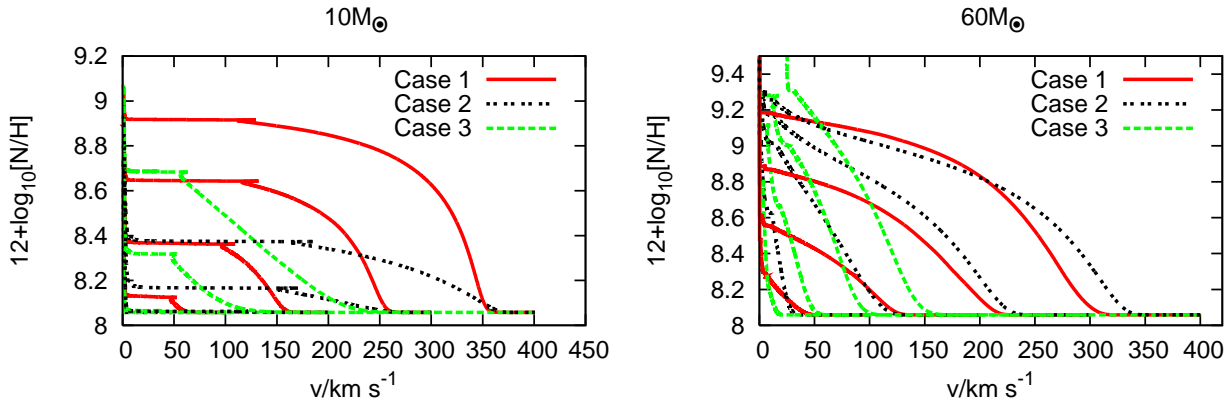 10M⊙
12+log10[N/H]
9.2
9
8.8
8.6
8.4
8.2
8
Case 1
Case 2
Case 3
0 50 100 150 200 250 300 350 400 450
v/km s-1
60M⊙
12+log10[N/H]
9.4
9.2
9
8.8
8.6
8.4
8.2
8
Case 1
Case 2
Case 3
0 50 100 150 200 250 300 350 400
v/km s-1